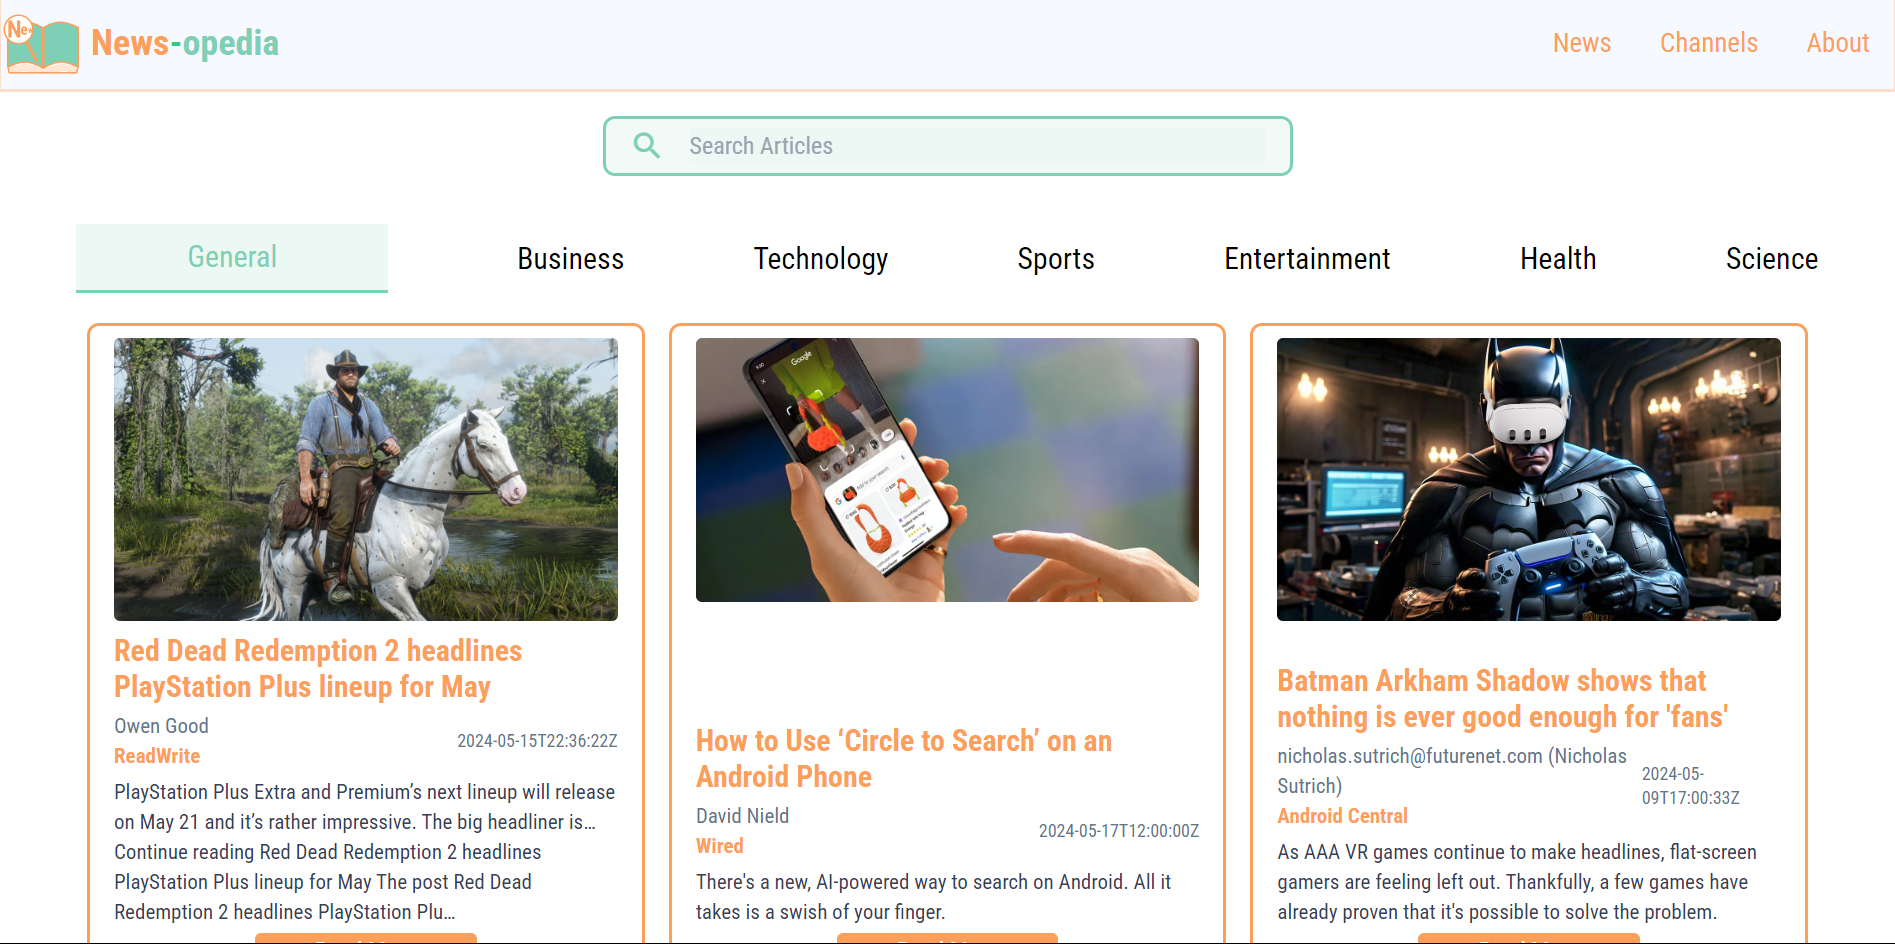 New
News-opedia
News
Channels
About
Search Articles
General
Business
Technology
Sports
Entertainment
Health
Science
Google
Red Dead Redemption 2 headlines
PlayStation Plus lineup for May
Owen Good
ReadWrite
2024-05-15T22:36:22Z
PlayStation Plus Extra and Premium’s next lineup will release
on May 21 and it’s rather impressive. The big headliner is…
Continue reading Red Dead Redemption 2 headlines
PlayStation Plus lineup for May The post Red Dead
Redemption 2 headlines PlayStation Plu…
How to Use ‘Circle to Search’ on an
Android Phone
David Nield
Wired
2024-05-17T12:00:00Z
There's a new, AI-powered way to search on Android. All it
takes is a swish of your finger.
Batman Arkham Shadow shows that
nothing is ever good enough for 'fans'
nicholas.sutrich@futurenet.com (Nicholas
Sutrich)
Android Central
2024-05-
09T17:00:33Z
As AAA VR games continue to make headlines, flat-screen
gamers are feeling left out. Thankfully, a few games have
already proven that it's possible to solve the problem.